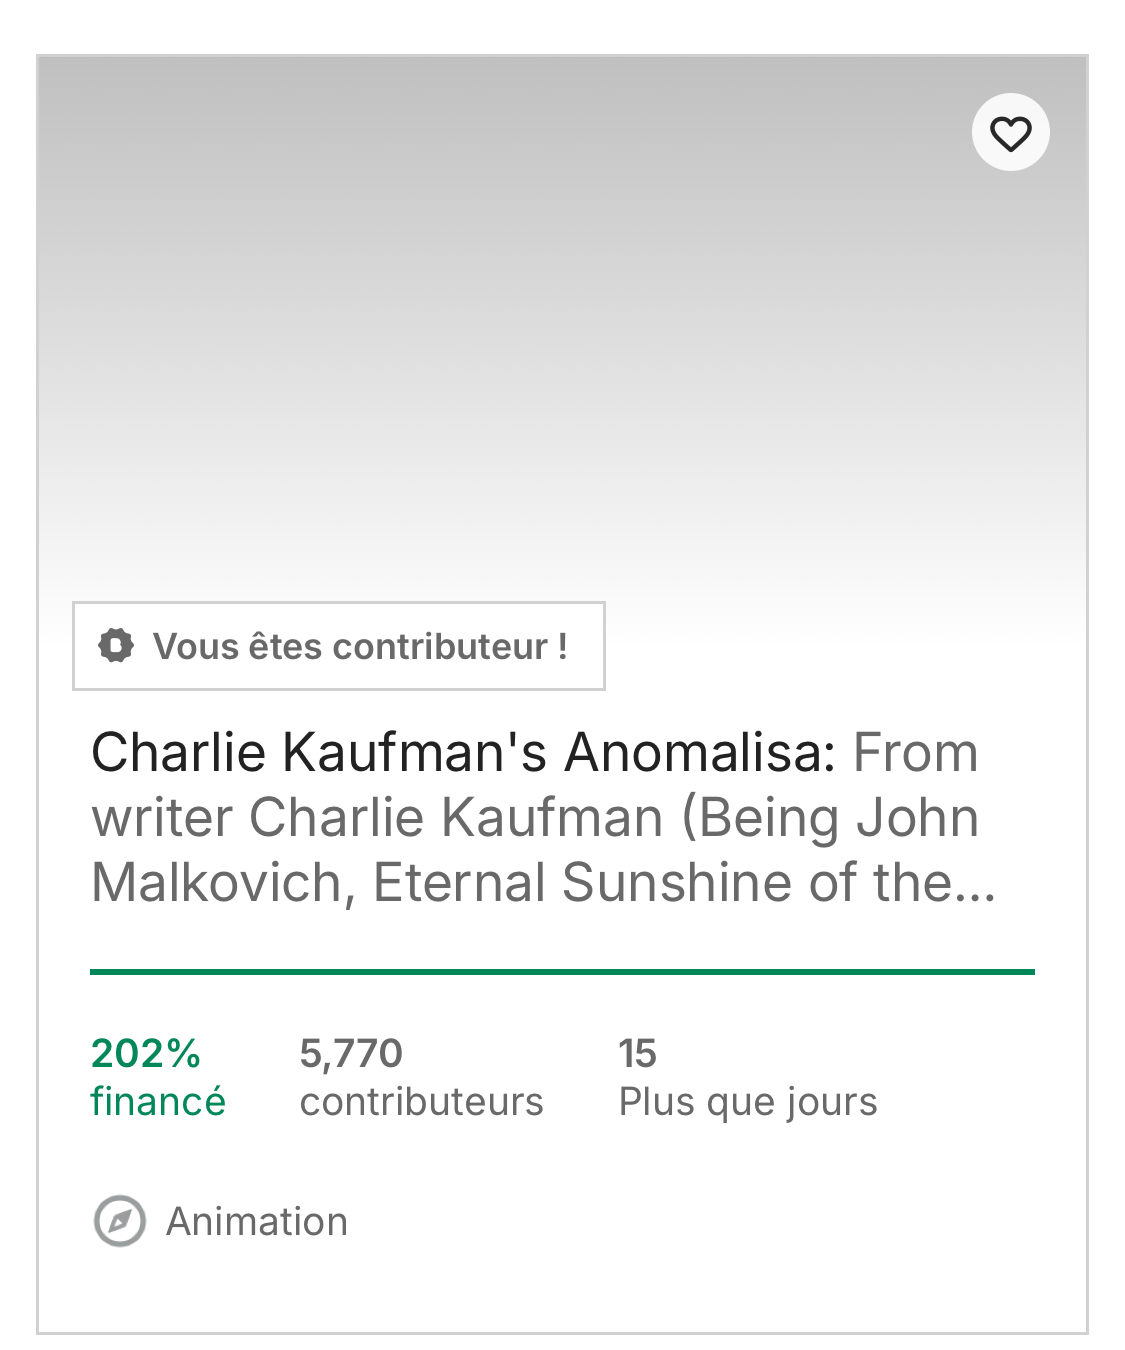 Vous êtes contributeur !
Charlie Kaufman's Anomalisa: From
writer Charlie Kaufman (Being John
Malkovich, Eternal Sunshine of the...
202%
financé
5,770
contributeurs
15
Plus que jours
Animation